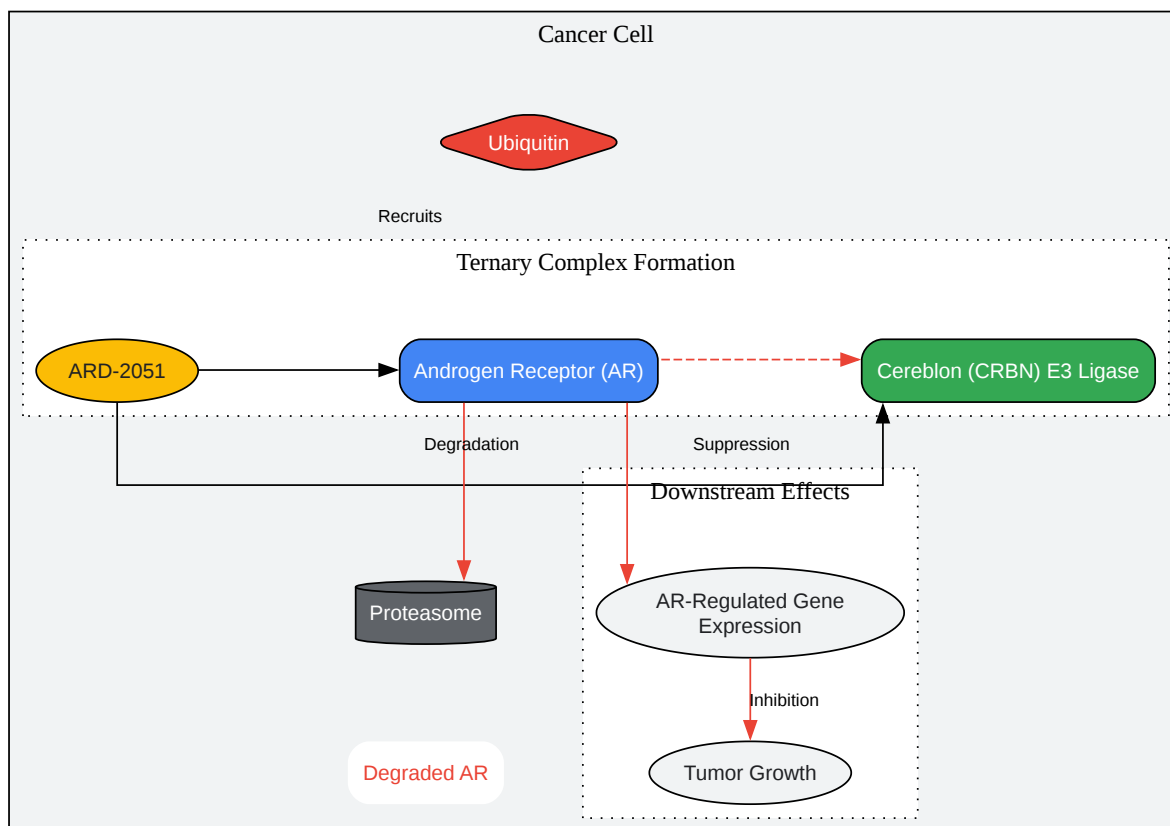 Cancer Cell
Ubiquitin
Recruits
Ternary Complex Formation
ARD-2051
Androgen Receptor (AR)
Cereblon (CRBN) E3 Ligase
Degradation
Suppression
Downstream Effects
Proteasome
AR-Regulated Gene
Expression
Inhibition
Degraded AR
Tumor Growth